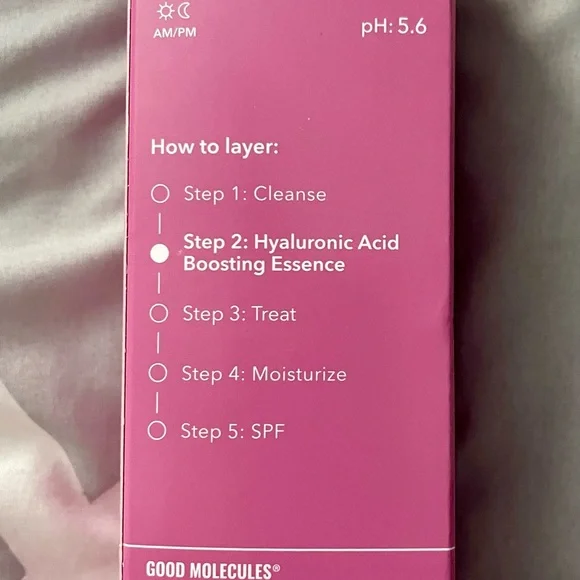 AM/PM
pH: 5.6
How to layer:
Step 1: Cleanse
Step 2: Hyaluronic Acid
Boosting Essence
Step 3: Treat
Step 4: Moisturize
Step 5: SPF
GOOD MOLECULES®